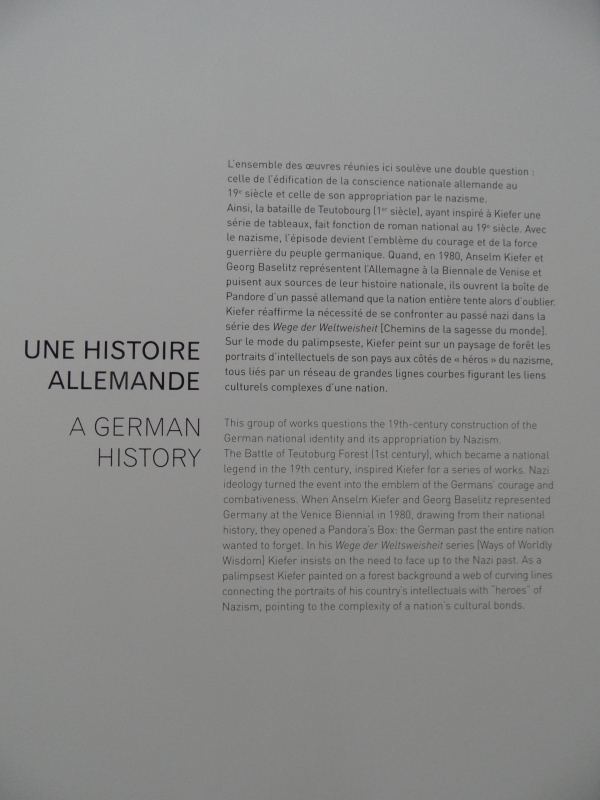 UNE HISTOIRE
ALLEMANDE
A GERMAN
HISTORY
L'ensemble des œuvres réunies ici soulève une double question :
celle de l'édification de la conscience nationale allemande au
19e siècle et celle de son appropriation par le nazisme.
Ainsi, la bataille de Teutobourg (1er siècle), ayant inspiré à Kiefer une
série de tableaux, fait fonction de roman national au 19e siècle. Avec
le nazisme, l'épisode devient l'emblème du courage et de la force
guerrière du peuple germanique. Quand, en 1980, Anselm Kiefer et
Georg Baselitz représentent l'Allemagne à la Biennale de Venise et
puisent aux sources de leur histoire nationale, ils ouvrent la boîte de
Pandore d'un passé allemand que la nation entière tente alors d'oublier.
Kiefer réaffirme la nécessité de se confronter au passé nazi dans la
série des Wege der Weltweisheit [Chemins de la sagesse du monde].
Sur le mode du palimpseste, Kiefer peint sur un paysage de forêt les
portraits d'intellectuels de son pays aux côtés de « héros » du nazisme,
tous liés par un réseau de grandes lignes courbes figurant les liens
culturels complexes d'une nation.
This group of works questions the 19th-century construction of the
German national identity and its appropriation by Nazism.
The Battle of Teutoburg Forest (1st century), which became a national
legend in the 19th century, inspired Kiefer for a series of works. Nazi
ideology turned the event into the emblem of the Germans' courage and
combativeness. When Anselm Kiefer and Georg Baselitz represented
Germany at the Venice Biennial in 1980, drawing from their national
history, they opened a Pandora's Box: the German past the entire nation
wanted to forget. In his Wege der Weltsweisheit series [Ways of Worldly
Wisdom] Kiefer insists on the need to face up to the Nazi past. As a
palimpsest Kiefer painted on a forest background a web of curving lines
connecting the portraits of his country's intellectuals with "heroes" of
Nazism, pointing to the complexity of a nation's cultural bonds.